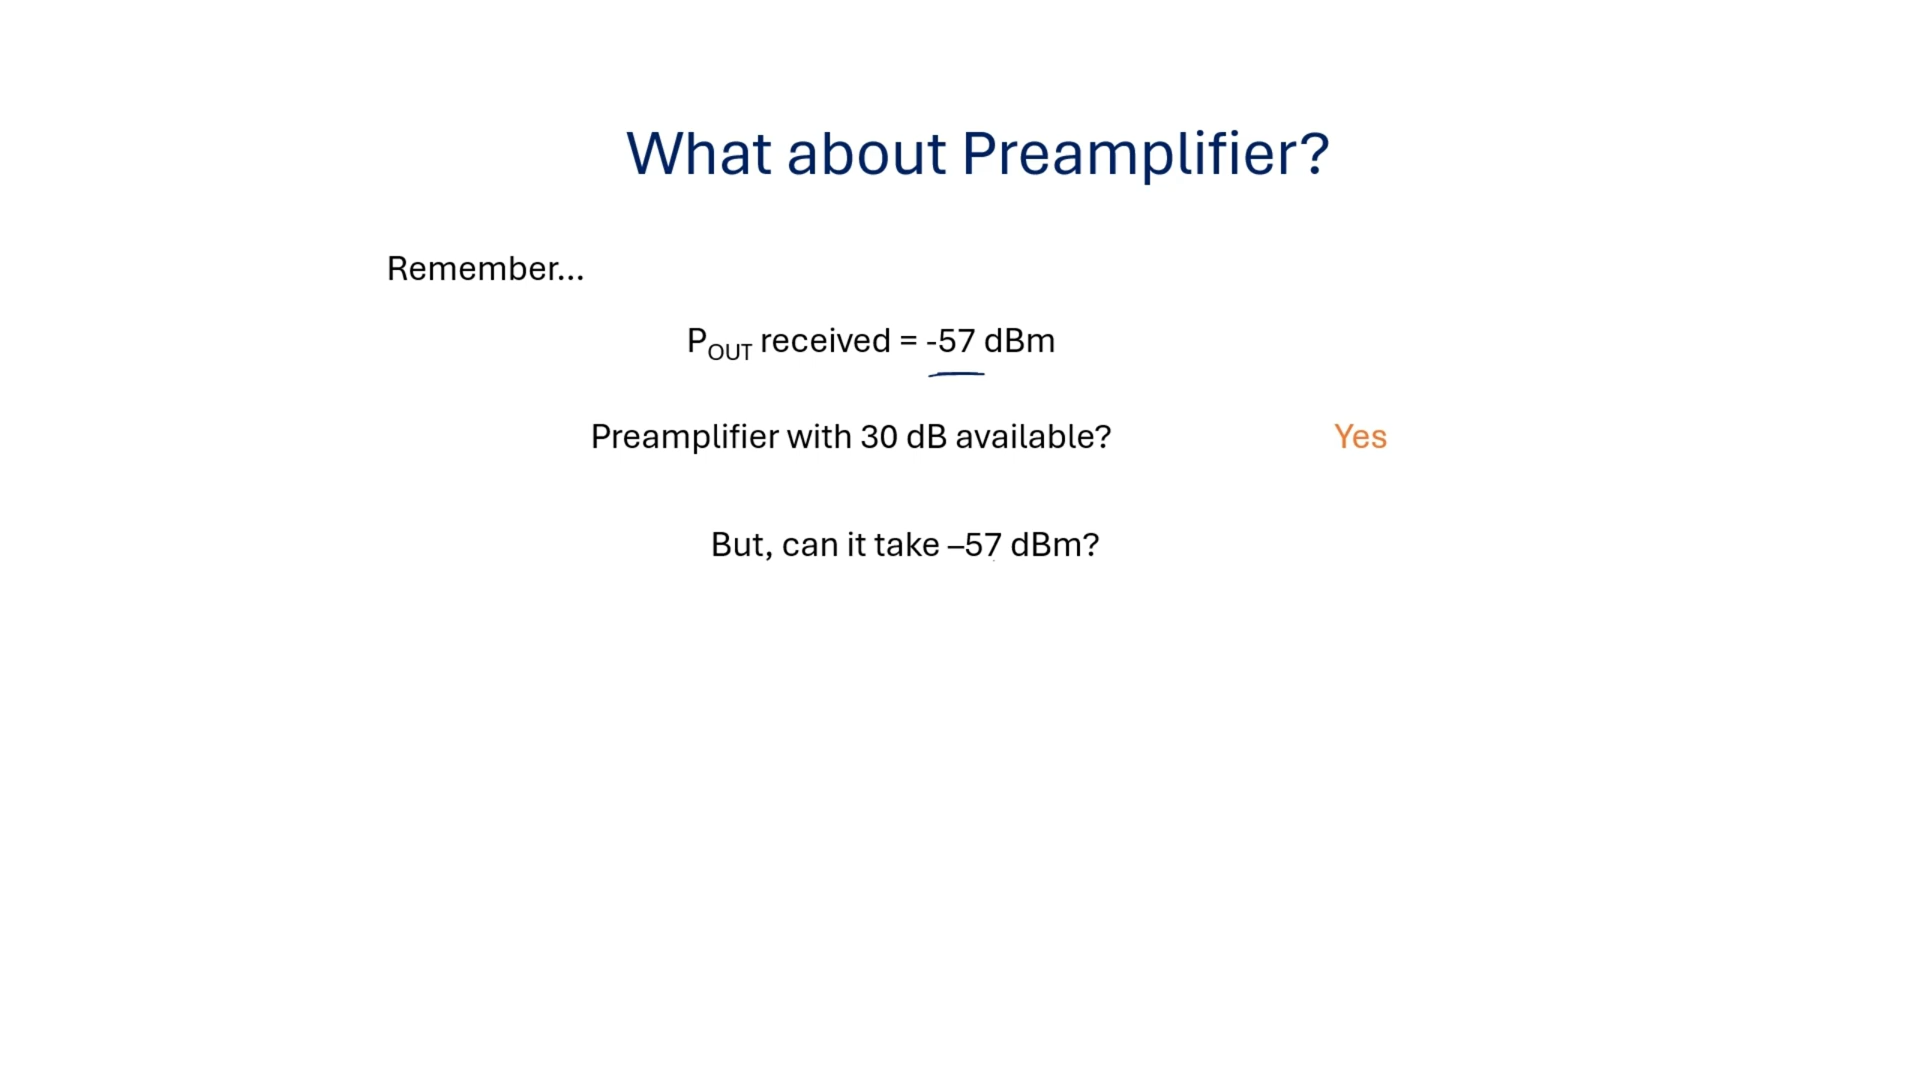 What about Preamplifier?
Remember...
POUT received = -57 dBm
Preamplifier with 30 dB available? Yes
But, can it take –57 dBm?